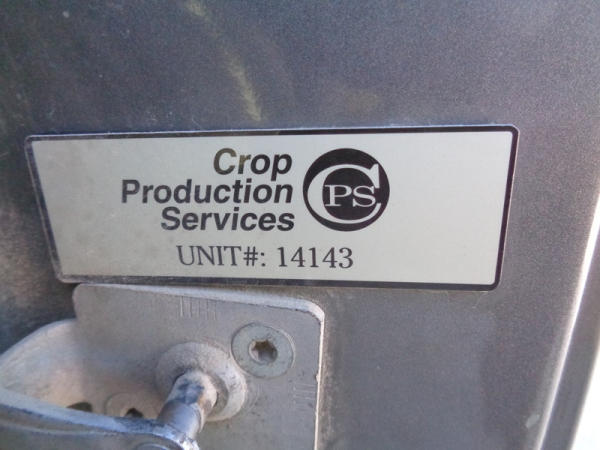 Crop
Production
Services
CPS
UNIT#: 14143